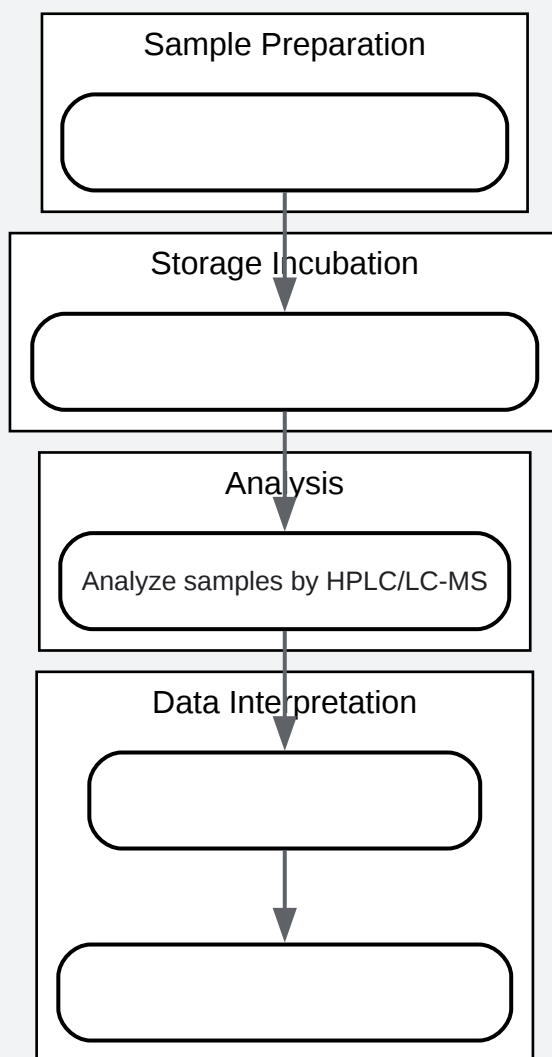 Sample Preparation
Storage Incubation
Analysis
Analyze samples by HPLC/LC-MS
Data Interpretation